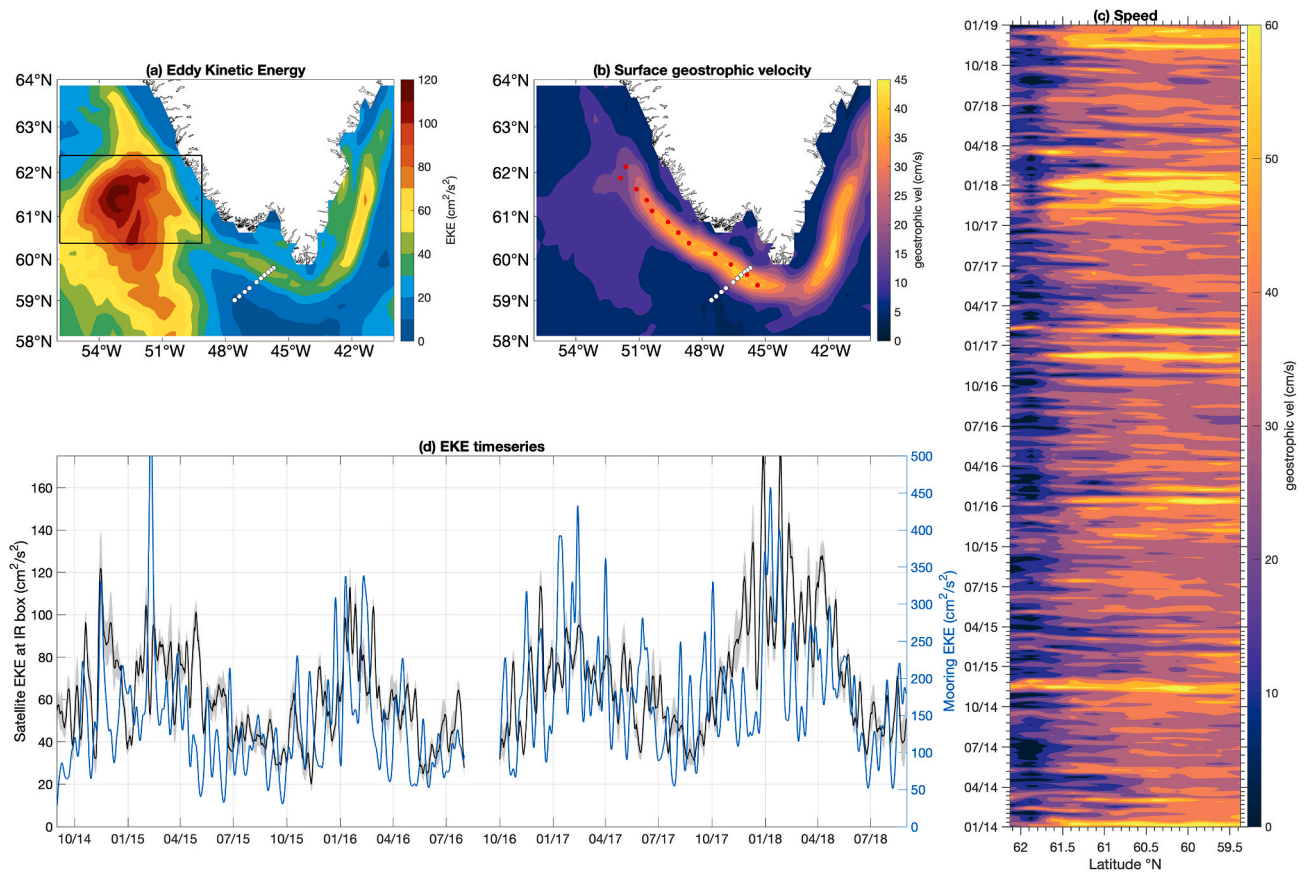 (a) Eddy Kinetic Energy
64°N
63°N
62°N
61°N
60°N
59°N
58°N
54°W
51°W
48°W
45°W
42°W
120
100
80
60
40
20
0
EKE (cm²/s²)
(b) Surface geostrophic velocity
64°N
63°N
62°N
61°N
60°N
59°N
58°N
54°W
51°W
48°W
45°W
42°W
45
40
35
30
25
20
15
10
5
0
geostrophic vel (cm/s)
(c) Speed
01/19
10/18
07/18
04/18
01/18
10/17
07/17
04/17
01/17
10/16
07/16
04/16
01/16
10/15
07/15
04/15
01/15
10/14
07/14
04/14
01/14
62
61.5
61
60.5
60
59.5
Latitude °N
60
50
40
30
20
10
0
geostrophic vel (cm/s)
(d) EKE timeseries
Satellite EKE at IR box (cm²/s²)
160
140
120
100
80
60
40
20
0
10/14
01/15
04/15
07/15
10/15
01/16
04/16
07/16
10/16
01/17
04/17
07/17
10/17
01/18
04/18
07/18
500
450
400
350
300
250
200
150
100
50
0
Mooring EKE (cm²/s²)